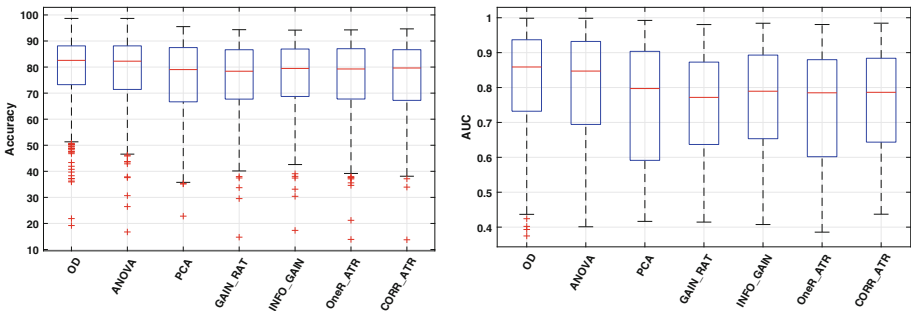 Accuracy
100
90
80
70
60
50
40
30
20
10
OD
ANOVA
PCA
GAIN_RAT
INFO_GAIN
OneR_ATR
CORR_ATR
AUC
1
0.9
0.8
0.7
0.6
0.5
0.4
OD
ANOVA
PCA
GAIN_RAT
INFO_GAIN
OneR_ATR
CORR_ATR